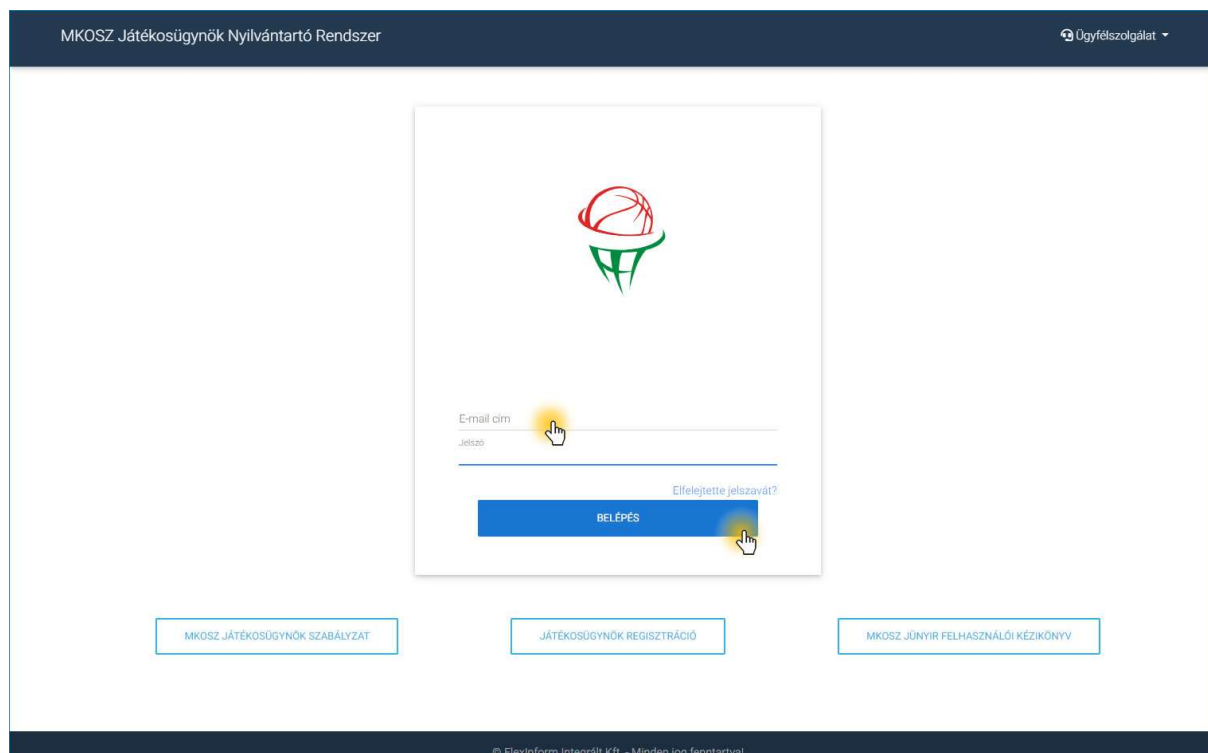 MKOSZ Játékosügynök Nyilvántartó Rendszer
Ügyfélszolgálat
E-mail cím
Jelszó
Elfelejtette jelszavát?
BELÉPÉS
MKOSZ JÁTÉKOSÜGYNÖK SZABÁLYZAT
JÁTÉKOSÜGYNÖK REGISZTRÁCIÓ
MKOSZ JÜNYIR FELHASZNÁLÓI KÉZIKÖNYV
© FlexInform Integrált Kft. - Minden jog fenntartva!